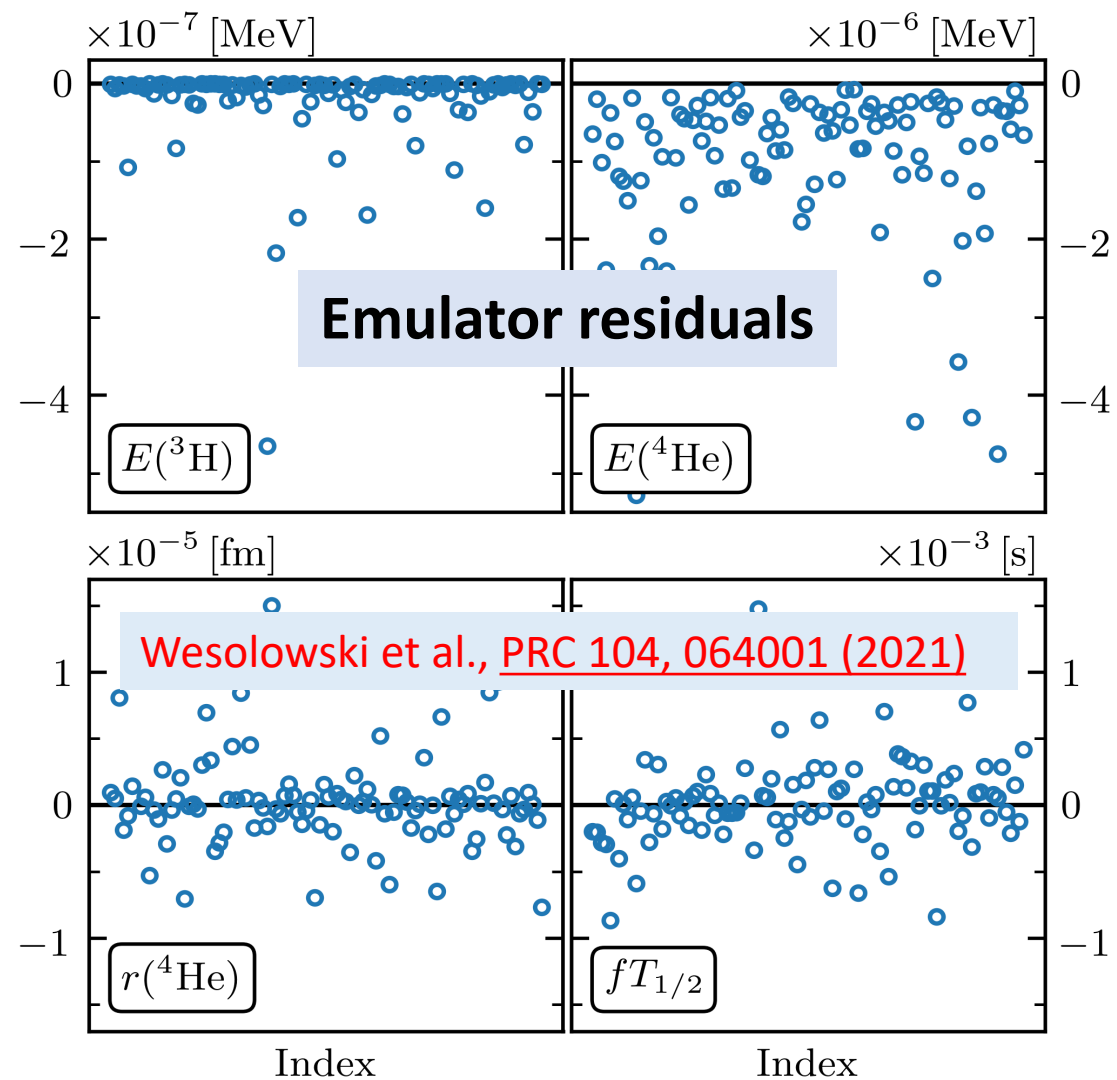 ×10⁻⁷ [MeV]
×10⁻⁶ [MeV]
0
0
−2
−2
Emulator residuals
−4
−4
E(³H)
E(⁴He)
×10⁻⁵ [fm]
×10⁻³ [s]
Wesolowski et al., PRC 104, 064001 (2021)
1
1
0
0
−1
−1
r(⁴He)
fT₁/₂
Index
Index